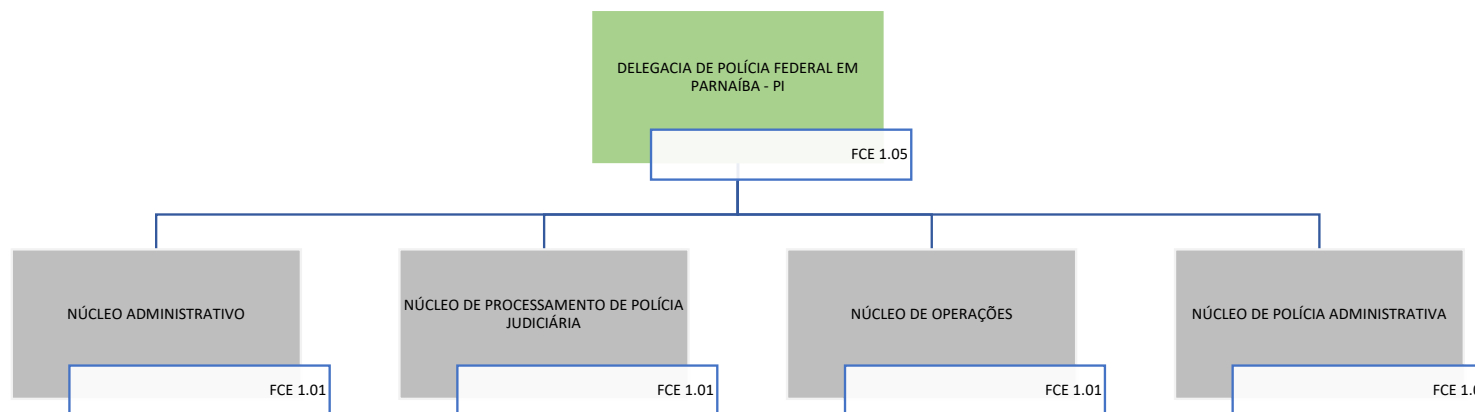 DELEGACIA DE POLÍCIA FEDERAL EM
PARNAÍBA - PI
FCE 1.05
NÚCLEO ADMINISTRATIVO
FCE 1.01
NÚCLEO DE PROCESSAMENTO DE POLÍCIA
JUDICIÁRIA
FCE 1.01
NÚCLEO DE OPERAÇÕES
FCE 1.01
NÚCLEO DE POLÍCIA ADMINISTRATIVA
FCE